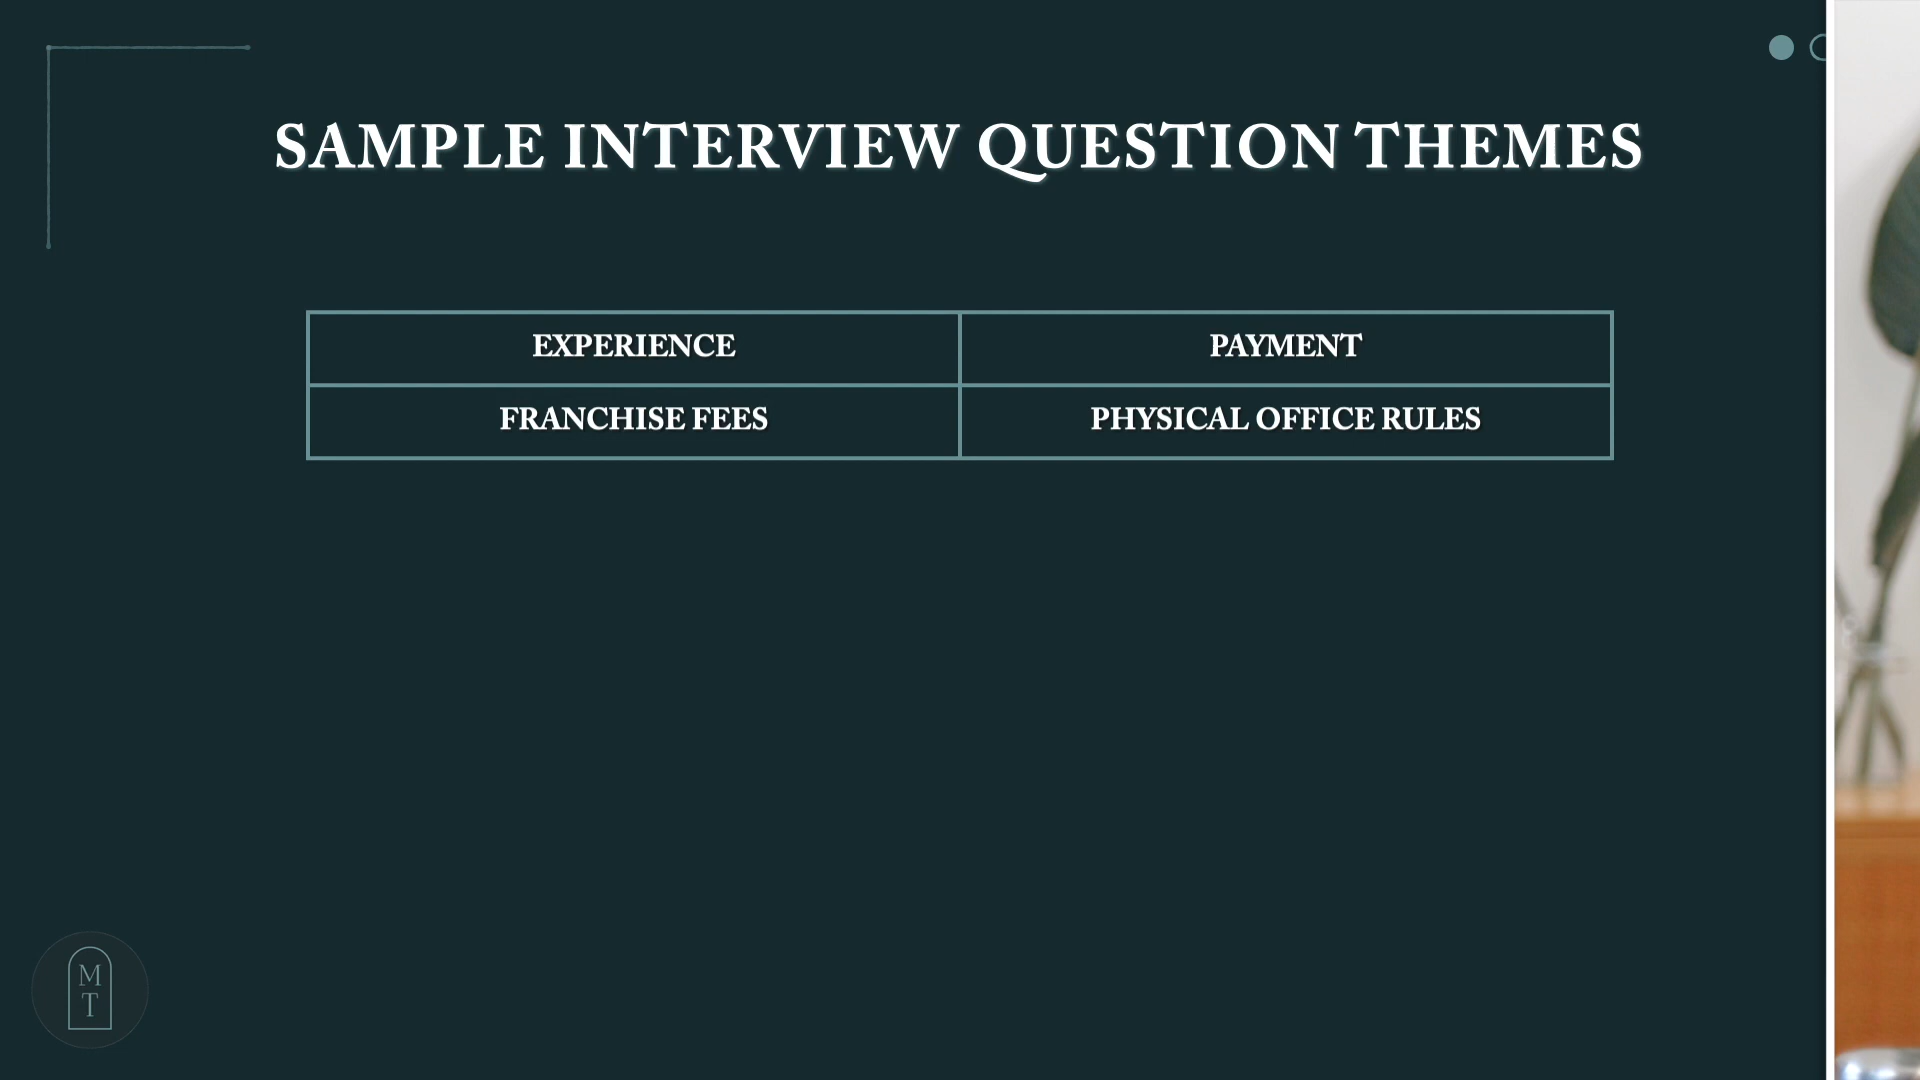 SAMPLE INTERVIEW QUESTION THEMES
EXPERIENCE
PAYMENT
FRANCHISE FEES
PHYSICAL OFFICE RULES
M
T